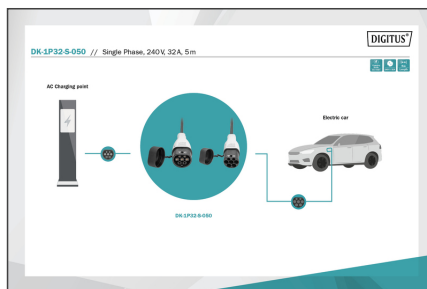 DIGITUS®
DK-1P32-S-050 // Single Phase, 240 V, 32 A, 5 m
AC Charging point
Electric car
DK-1P32-S-050